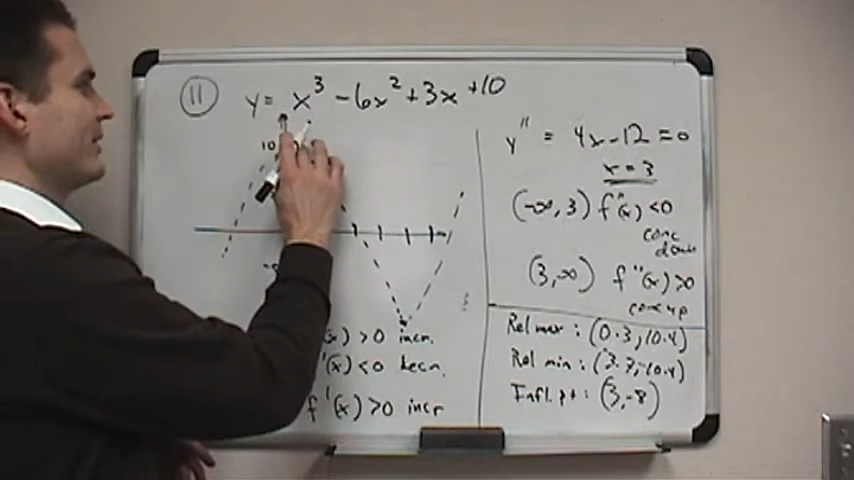 11
y = x³ - 6x² + 3x + 10
10
(x) > 0 incr.
'(x) < 0 decr.
f'(x) > 0 incr
y'' = 4x - 12 = 0
x = 3
(-∞, 3) f''(x) < 0
conc
down
(3, ∞) f''(x) > 0
conc up
Rel max : (0.3, 10.4)
Rel min : (3.7, -10.4)
Infl. pt : (3, -8)